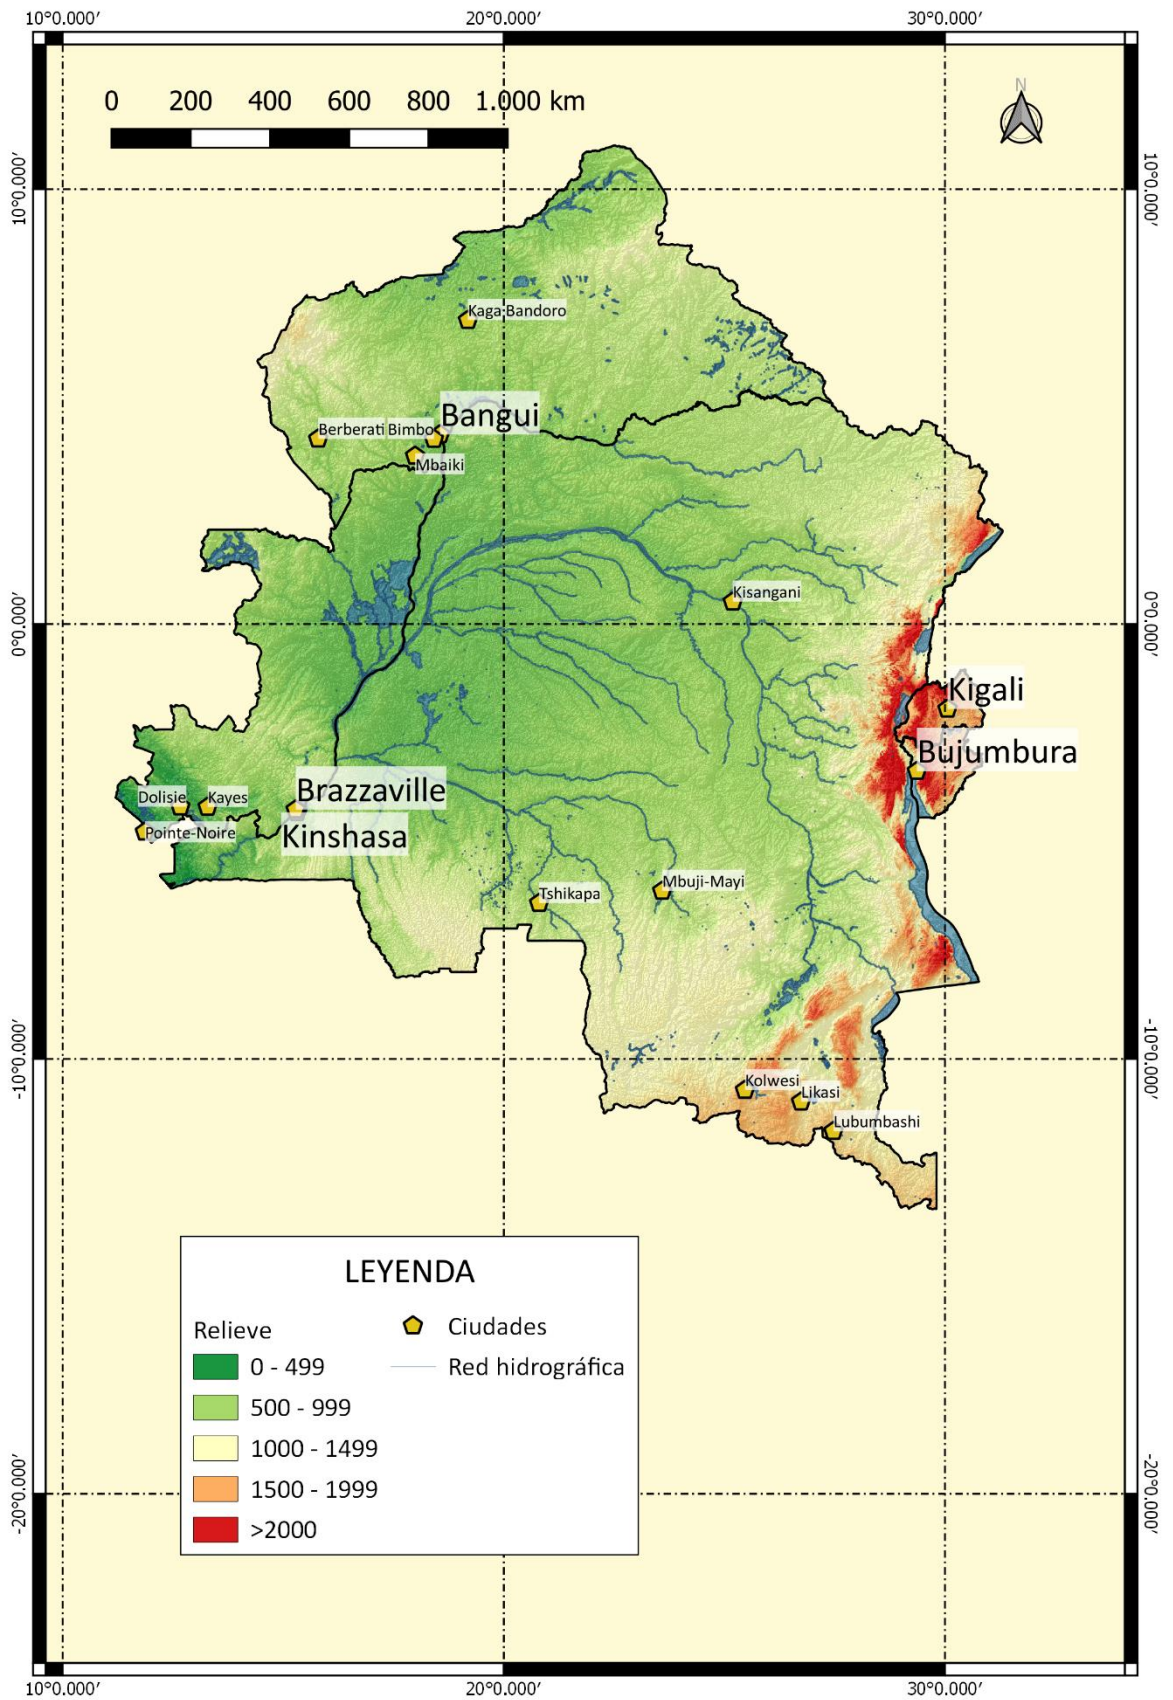 10°0.000′ 20°0.000′ 30°0.000′
0 200 400 600 800 1.000 km
N
10°0.000′ 10°0.000′
Kaga Bandoro
Bangui
Berberati Bimbo
Mbaiki
Kisangani
0°0.000′ 0°0.000′
Kigali
Bujumbura
Dolisie Kayes Brazzaville
Pointe-Noire Kinshasa
Tshikapa Mbuji-Mayi
-10°0.000′ -10°0.000′
Kolwesi
Likasi
Lubumbashi
LEYENDA
Relieve
0 - 499
500 - 999
1000 - 1499
1500 - 1999
>2000
Ciudades
Red hidrográfica
-20°0.000′ -20°0.000′
10°0.000′ 20°0.000′ 30°0.000′